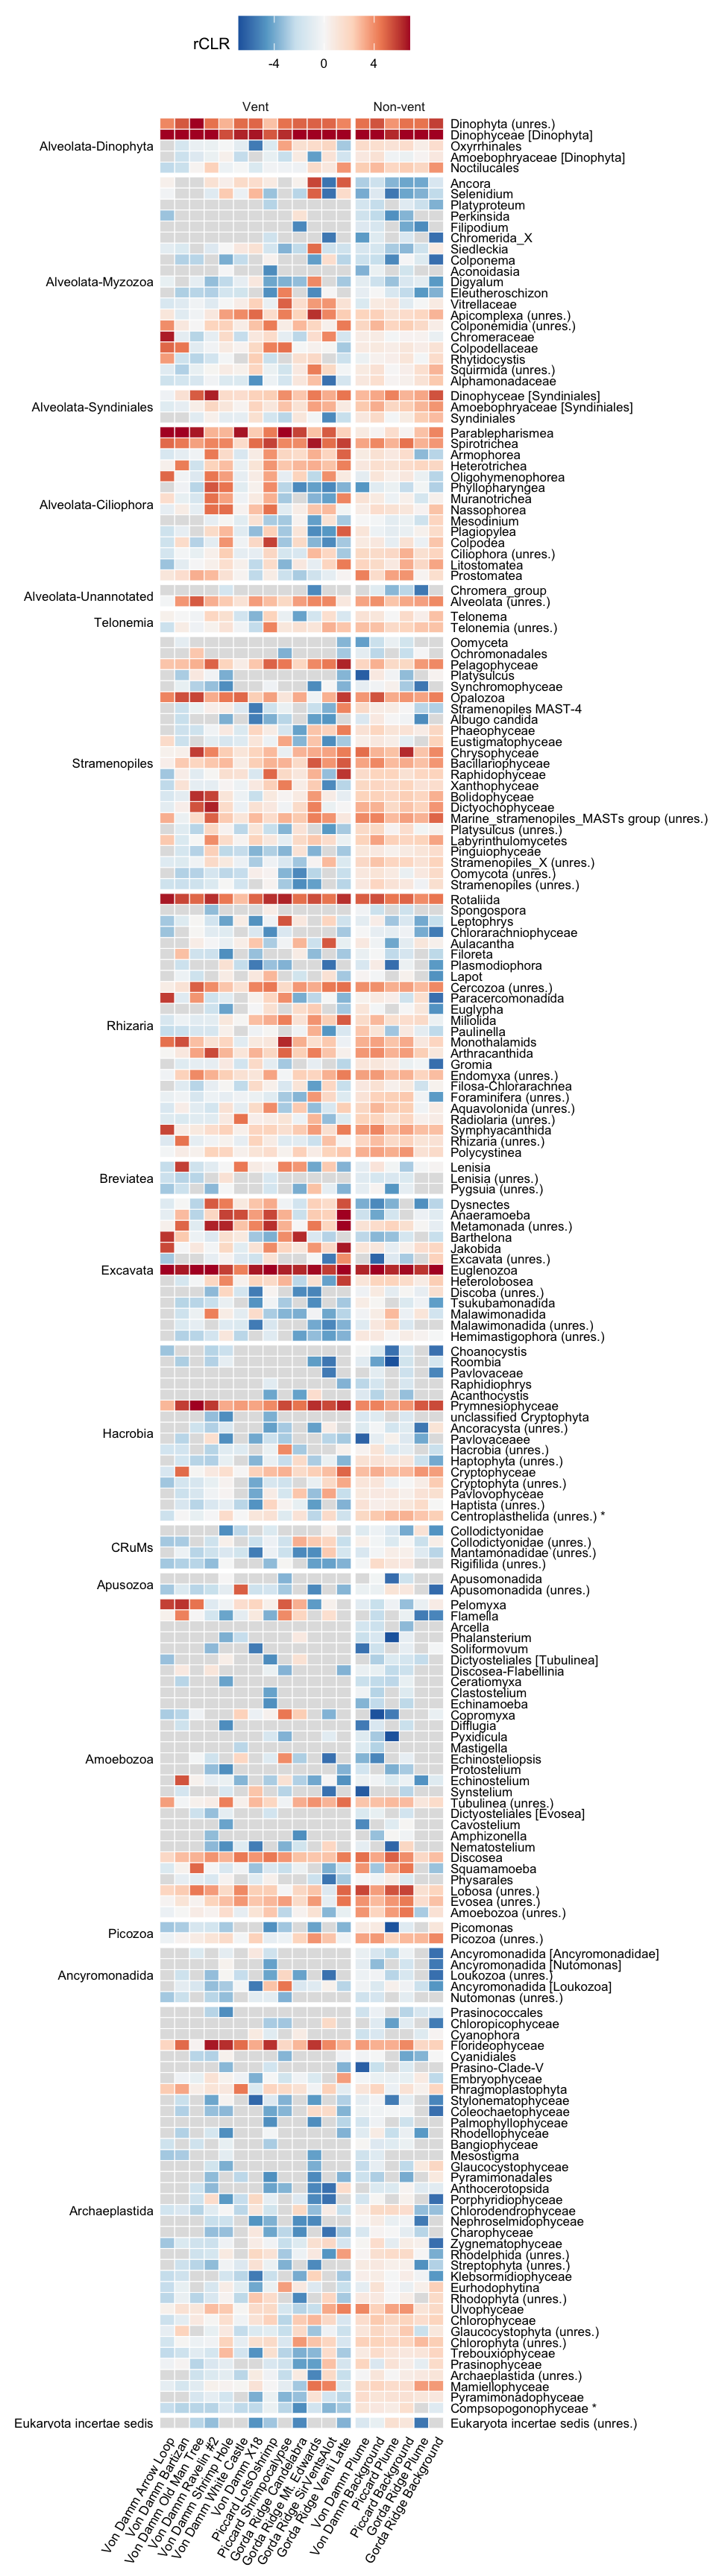 rCLR
-4 0 4
Vent Non-vent
Alveolata-Dinophyta
Dinophyta (unres.)
Dinophyceae [Dinophyta]
Oxyrrhinales
Amoebophryaceae [Dinophyta]
Noctilucales
Alveolata-Myzozoa
Ancora
Selenidium
Platyproteum
Perkinsida
Filipodium
Chromerida_X
Siedleckia
Colponema
Aconoidasia
Digyalum
Eleutheroschizon
Vitrellaceae
Apicomplexa (unres.)
Colponemidia (unres.)
Chromeraceae
Colpodellaceae
Rhytidocystis
Squirmida (unres.)
Alphamonadaceae
Alveolata-Syndiniales
Dinophyceae [Syndiniales]
Amoebophryaceae [Syndiniales]
Syndiniales
Alveolata-Ciliophora
Parablepharismea
Spirotrichea
Armophorea
Heterotrichea
Oligohymenophorea
Phyllopharyngea
Muranotrichea
Nassophorea
Mesodinium
Plagiopylea
Colpodea
Ciliophora (unres.)
Litostomatea
Prostomatea
Alveolata-Unannotated
Chromera_group
Alveolata (unres.)
Telonemia
Telonema
Telonemia (unres.)
Stramenopiles
Oomyceta
Ochromonadales
Pelagophyceae
Platysulcus
Synchromophyceae
Opalozoa
Stramenopiles MAST-4
Albugo candida
Phaeophyceae
Eustigmatophyceae
Chrysophyceae
Bacillariophyceae
Raphidophyceae
Xanthophyceae
Bolidophyceae
Dictyochophyceae
Marine_stramenopiles_MASTs group (unres.)
Platysulcus (unres.)
Labyrinthulomycetes
Pinguiophyceae
Stramenopiles_X (unres.)
Oomycota (unres.)
Stramenopiles (unres.)
Rhizaria
Rotaliida
Spongospora
Leptophrys
Chlorarachniophyceae
Aulacantha
Filoreta
Plasmodiophora
Lapot
Cercozoa (unres.)
Paracercomonadida
Euglypha
Miliolida
Paulinella
Monothalamids
Arthracanthida
Gromia
Endomyxa (unres.)
Filosa-Chlorarachnea
Foraminifera (unres.)
Aquavolonida (unres.)
Radiolaria (unres.)
Symphyacanthida
Rhizaria (unres.)
Polycystinea
Breviatea
Lenisia
Lenisia (unres.)
Pygsuia (unres.)
Excavata
Dysnectes
Anaeramoeba
Metamonada (unres.)
Barthelona
Jakobida
Excavata (unres.)
Euglenozoa
Heterolobosea
Discoba (unres.)
Tsukubamonadida
Malawimonadida
Malawimonadida (unres.)
Hemimastigophora (unres.)
Hacrobia
Choanocystis
Roombia
Pavlovaceae
Raphidiophrys
Acanthocystis
Prymnesiophyceae
unclassified Cryptophyta
Ancoracysta (unres.)
Pavlovaceaee
Hacrobia (unres.)
Haptophyta (unres.)
Cryptophyceae
Cryptophyta (unres.)
Pavlovophyceae
Haptista (unres.)
Centroplasthelida (unres.) *
CRuMs
Collodictyonidae
Collodictyonidae (unres.)
Mantamonadidae (unres.)
Rigifilida (unres.)
Apusozoa
Apusomonadida
Apusomonadida (unres.)
Amoebozoa
Pelomyxa
Flamella
Arcella
Phalansterium
Soliformovum
Dictyosteliales [Tubulinea]
Discosea-Flabellinia
Ceratiomyxa
Clastostelium
Echinamoeba
Copromyxa
Difflugia
Pyxidicula
Mastigella
Echinosteliopsis
Protostelium
Echinostelium
Synstelium
Tubulinea (unres.)
Dictyosteliales [Evosea]
Cavostelium
Amphizonella
Nematostelium
Discosea
Squamamoeba
Physarales
Lobosa (unres.)
Evosea (unres.)
Amoebozoa (unres.)
Picozoa
Picomonas
Picozoa (unres.)
Ancyromonadida
Ancyromonadida [Ancyromonadidae]
Ancyromonadida [Nutomonas]
Loukozoa (unres.)
Ancyromonadida [Loukozoa]
Nutomonas (unres.)
Archaeplastida
Prasinococcales
Chloropicophyceae
Cyanophora
Florideophyceae
Cyanidiales
Prasino-Clade-V
Embryophyceae
Phragmoplastophyta
Stylonematophyceae
Coleochaetophyceae
Palmophyllophyceae
Rhodellophyceae
Bangiophyceae
Mesostigma
Glaucocystophyceae
Pyramimonadales
Anthocerotopsida
Porphyridiophyceae
Chlorodendrophyceae
Nephroselmidophyceae
Charophyceae
Zygnematophyceae
Rhodelphida (unres.)
Streptophyta (unres.)
Klebsormidiophyceae
Eurhodophytina
Rhodophyta (unres.)
Ulvophyceae
Chlorophyceae
Glaucocystophyta (unres.)
Chlorophyta (unres.)
Trebouxiophyceae
Prasinophyceae
Archaeplastida (unres.)
Mamiellophyceae
Pyramimonadophyceae
Compsopogonophyceae *
Eukaryota incertae sedis
Eukaryota incertae sedis (unres.)
Von Damm Arrow Loop
Von Damm Bartizan
Von Damm Old Man Tree
Von Damm Ravelin #2
Von Damm Shrimp Hole
Von Damm White Castle
Von Damm X18
Piccard LotsOshrimp
Piccard Shrimpocalypse
Gorda Ridge Candelabra
Gorda Ridge Mt. Edwards
Gorda Ridge SirVentsAlot
Gorda Ridge Venti Latte
Von Damm Plume
Von Damm Background
Piccard Plume
Piccard Background
Gorda Ridge Plume
Gorda Ridge Background